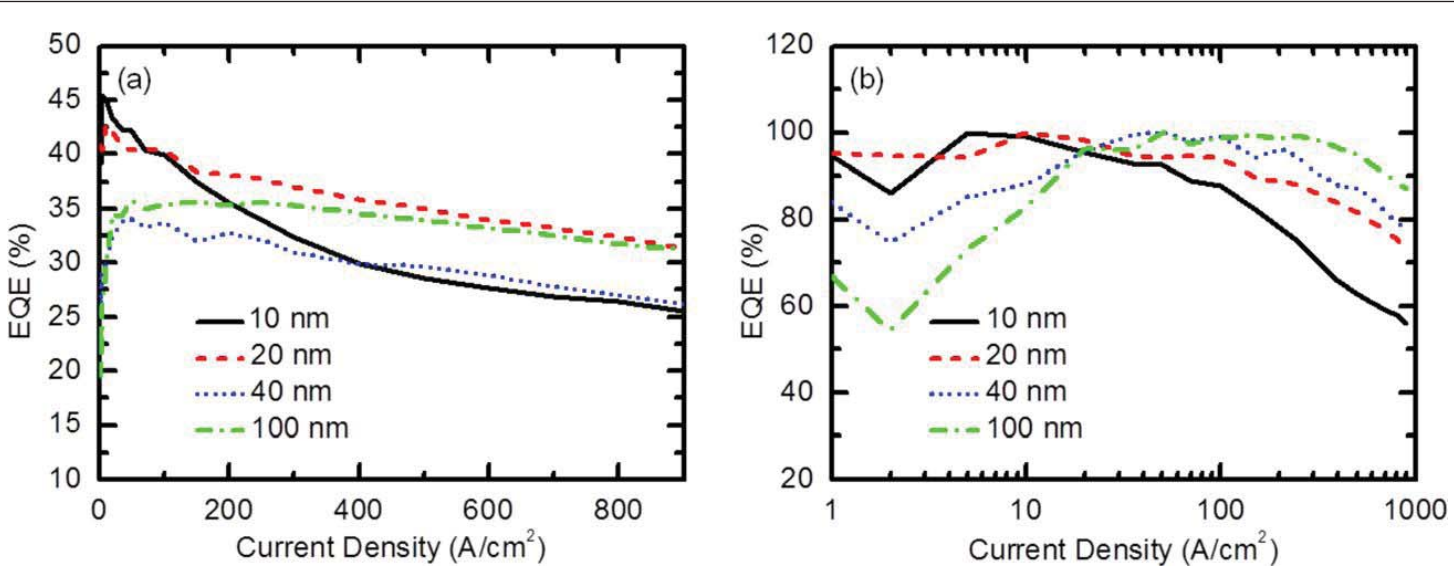 (a)
EQE (%)
50
45
40
35
30
25
20
15
10
10 nm
20 nm
40 nm
100 nm
0 200 400 600 800
Current Density (A/cm²)
(b)
EQE (%)
120
100
80
60
40
20
10 nm
20 nm
40 nm
100 nm
1 10 100 1000
Current Density (A/cm²)